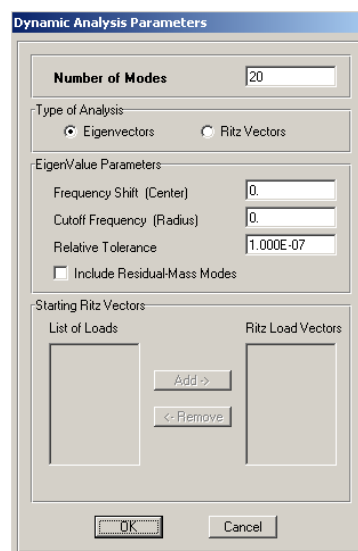 Dynamic Analysis Parameters
Number of Modes 20
Type of Analysis
Eigenvectors Ritz Vectors
EigenValue Parameters
Frequency Shift (Center) 0.
Cutoff Frequency (Radius) 0.
Relative Tolerance 1.000E-07
Include Residual-Mass Modes
Starting Ritz Vectors
List of Loads Ritz Load Vectors
Add ->
<- Remove
OK Cancel